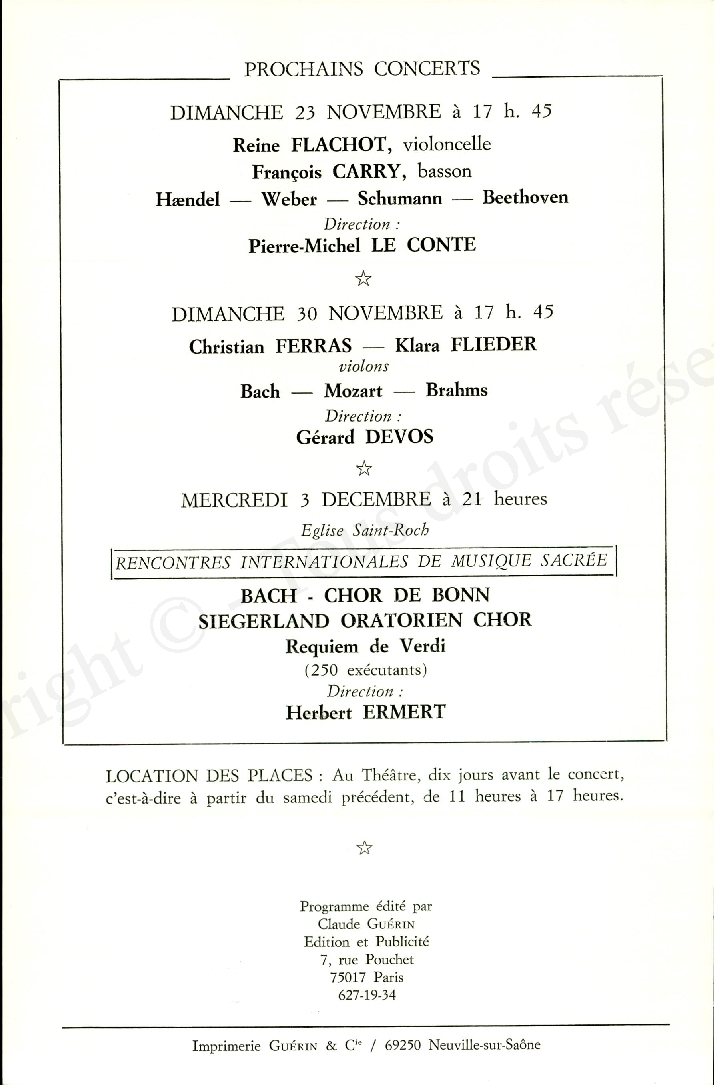 PROCHAINS CONCERTS
DIMANCHE 23 NOVEMBRE à 17 h. 45
Reine FLACHOT, violoncelle
François CARRY, basson
Hændel — Weber — Schumann — Beethoven
Direction :
Pierre-Michel LE CONTE
☆
DIMANCHE 30 NOVEMBRE à 17 h. 45
Christian FERRAS — Klara FLIEDER
violons
Bach — Mozart — Brahms
Direction :
Gérard DEVOS
☆
MERCREDI 3 DECEMBRE à 21 heures
Eglise Saint-Roch
RENCONTRES INTERNATIONALES DE MUSIQUE SACRÉE
BACH - CHOR DE BONN
SIEGERLAND ORATORIEN CHOR
Requiem de Verdi
(250 exécutants)
Direction :
Herbert ERMERT
LOCATION DES PLACES : Au Théâtre, dix jours avant le concert,
c'est-à-dire à partir du samedi précédent, de 11 heures à 17 heures.
☆
Programme édité par
Claude GUÉRIN
Edition et Publicité
7, rue Pouchet
75017 Paris
627-19-34
Imprimerie GUÉRIN & Cie / 69250 Neuville-sur-Saône
right © - Tous droits rése